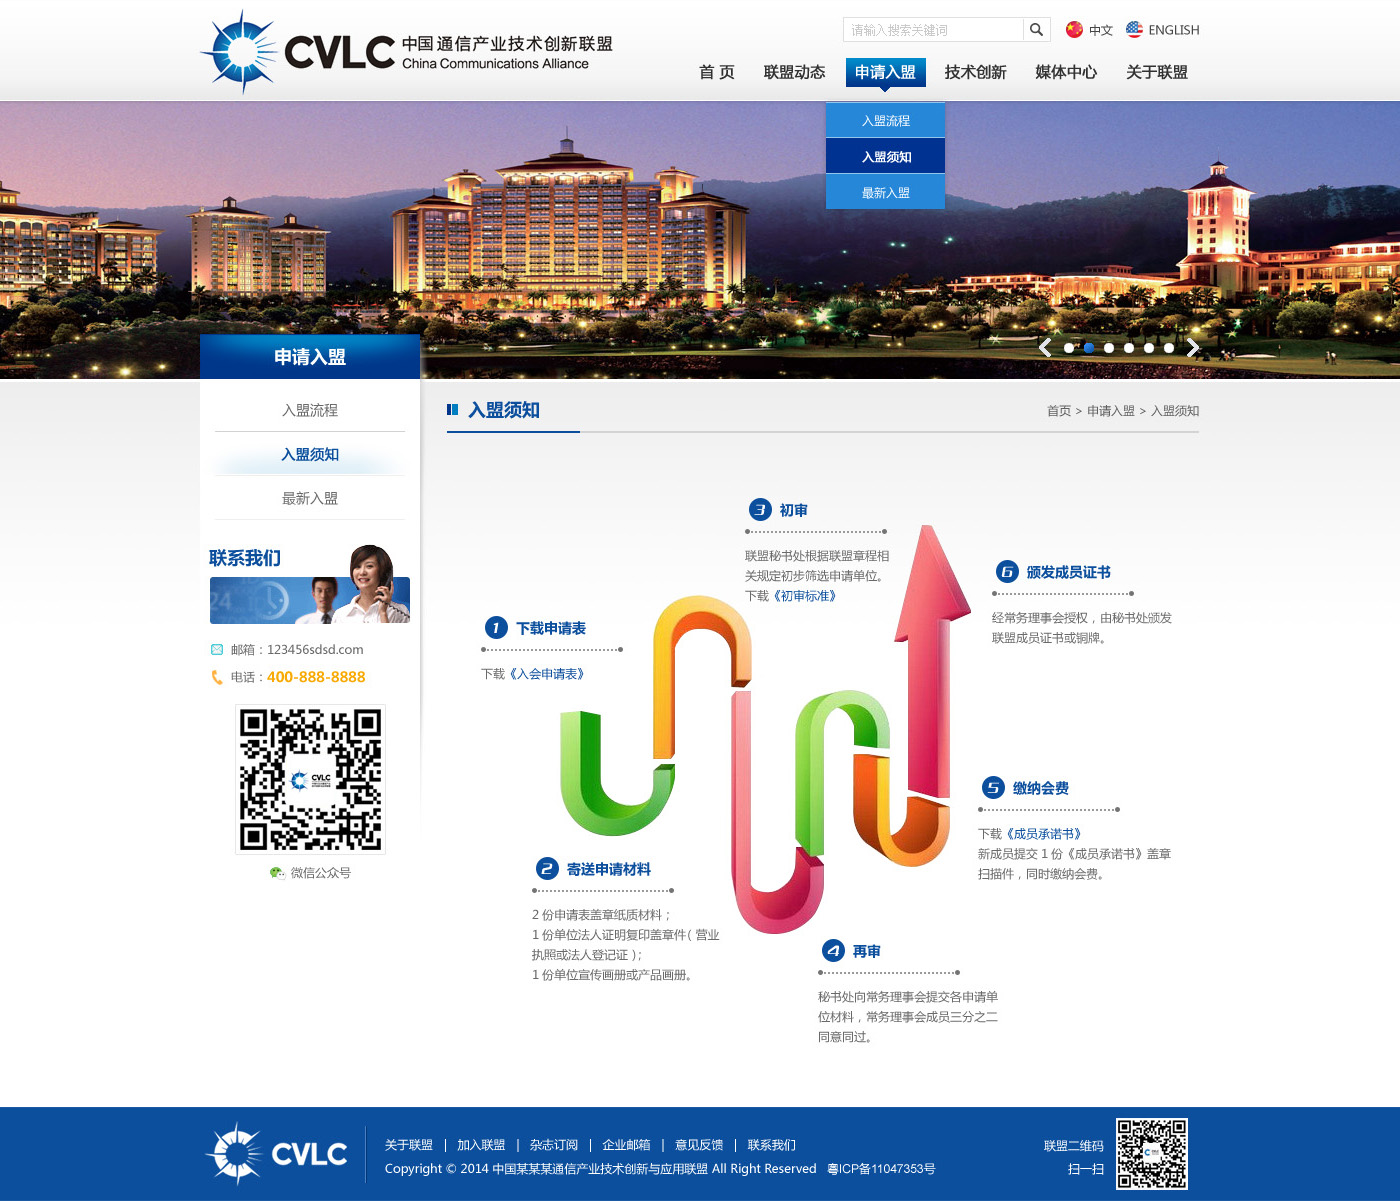 CVLC 中国通信产业技术创新联盟
China Communications Alliance
请输入搜索关键词
中文 ENGLISH
首 页 联盟动态 申请入盟 技术创新 媒体中心 关于联盟
入盟流程
入盟须知
最新入盟
申请入盟
入盟流程
入盟须知
最新入盟
联系我们
24
邮箱：123456sdsd.com
电话：400-888-8888
CVLC
微信公众号
入盟须知
首页 > 申请入盟 > 入盟须知
1 下载申请表
下载《入会申请表》
2 寄送申请材料
2 份申请表盖章纸质材料；
1 份单位法人证明复印盖章件（营业
执照或法人登记证）；
1 份单位宣传画册或产品画册。
3 初审
联盟秘书处根据联盟章程相
关规定初步筛选申请单位。
下载《初审标准》
4 再审
秘书处向常务理事会提交各申请单
位材料，常务理事会成员三分之二
同意同过。
5 缴纳会费
下载《成员承诺书》
新成员提交 1 份《成员承诺书》盖章
扫描件，同时缴纳会费。
6 颁发成员证书
经常务理事会授权，由秘书处颁发
联盟成员证书或铜牌。
CVLC
关于联盟 | 加入联盟 | 杂志订阅 | 企业邮箱 | 意见反馈 | 联系我们
Copyright © 2014 中国某某某通信产业技术创新与应用联盟 All Right Reserved 粤ICP备11047353号
联盟二维码
扫一扫